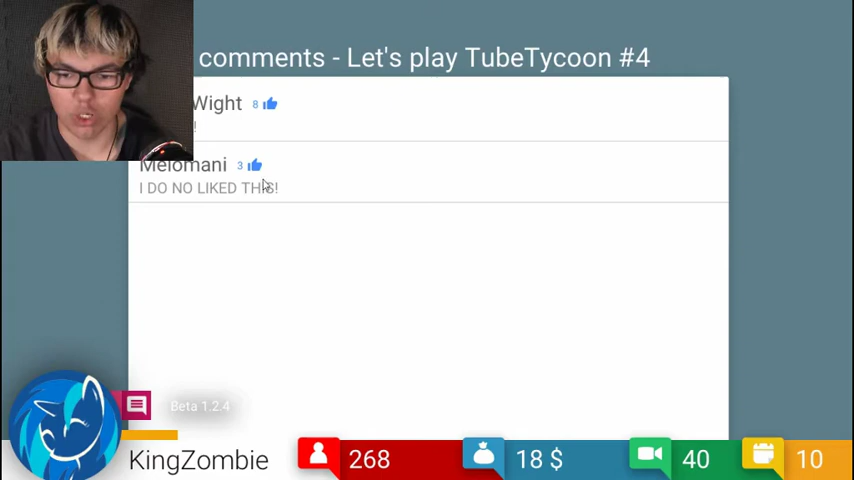 comments - Let's play TubeTycoon #4
Wight 8
!
Melomani 3
I DO NO LIKED THIS!
Beta 1.2.4
KingZombie 268 18 $ 40 10